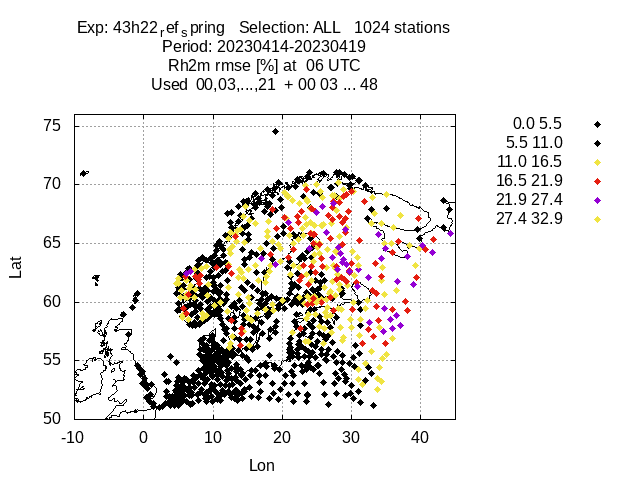 Exp: 43h22refspring Selection: ALL 1024 stations
Period: 20230414-20230419
Rh2m rmse [%] at 06 UTC
Used 00,03,...,21 + 00 03 ... 48
0.0 5.5
5.5 11.0
11.0 16.5
16.5 21.9
21.9 27.4
27.4 32.9
75
70
65
60
55
50
Lat
-10 0 10 20 30 40
Lon